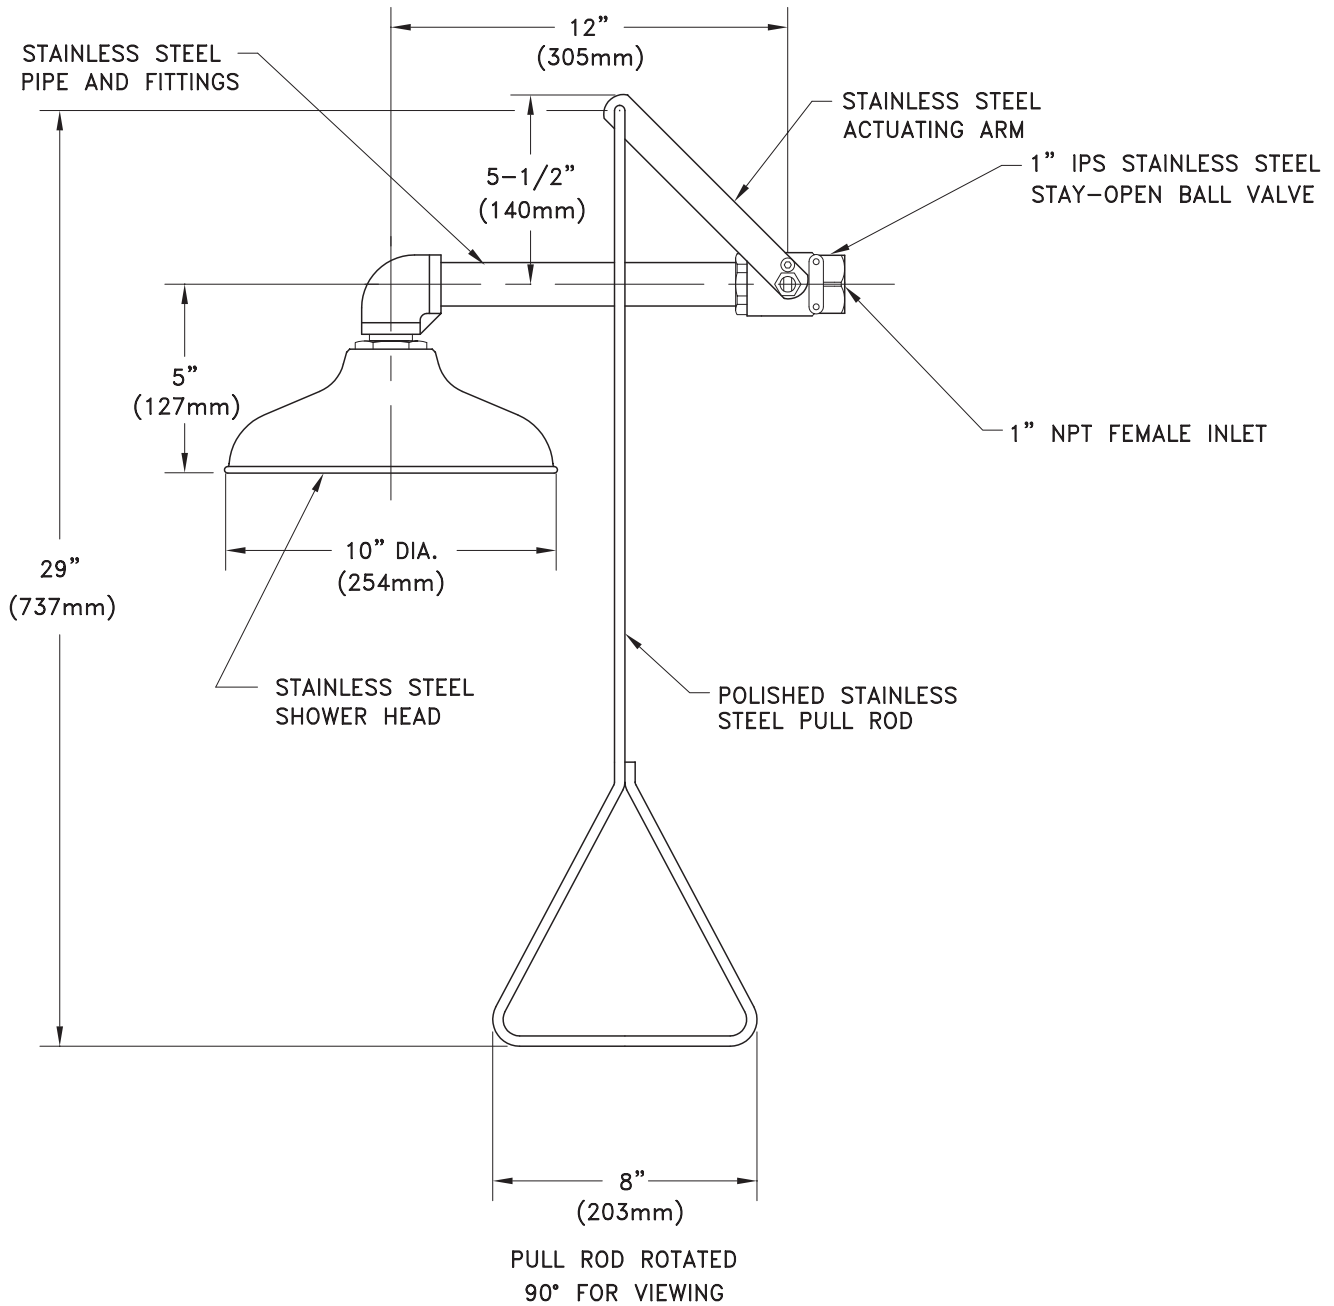 12”
(305mm)
STAINLESS STEEL
PIPE AND FITTINGS
STAINLESS STEEL
ACTUATING ARM
1” IPS STAINLESS STEEL
STAY-OPEN BALL VALVE
5-1/2”
(140mm)
5”
(127mm)
1” NPT FEMALE INLET
10” DIA.
(254mm)
29”
(737mm)
STAINLESS STEEL
SHOWER HEAD
POLISHED STAINLESS
STEEL PULL ROD
8”
(203mm)
PULL ROD ROTATED
90° FOR VIEWING